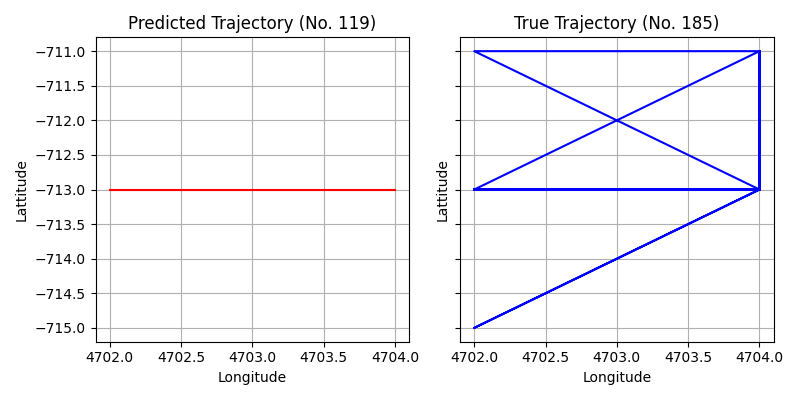 Predicted Trajectory (No. 119)
True Trajectory (No. 185)
Lattitude
−711.0
−711.5
−712.0
−712.5
−713.0
−713.5
−714.0
−714.5
−715.0
4702.0 4702.5 4703.0 4703.5 4704.0
Longitude
Lattitude
4702.0 4702.5 4703.0 4703.5 4704.0
Longitude